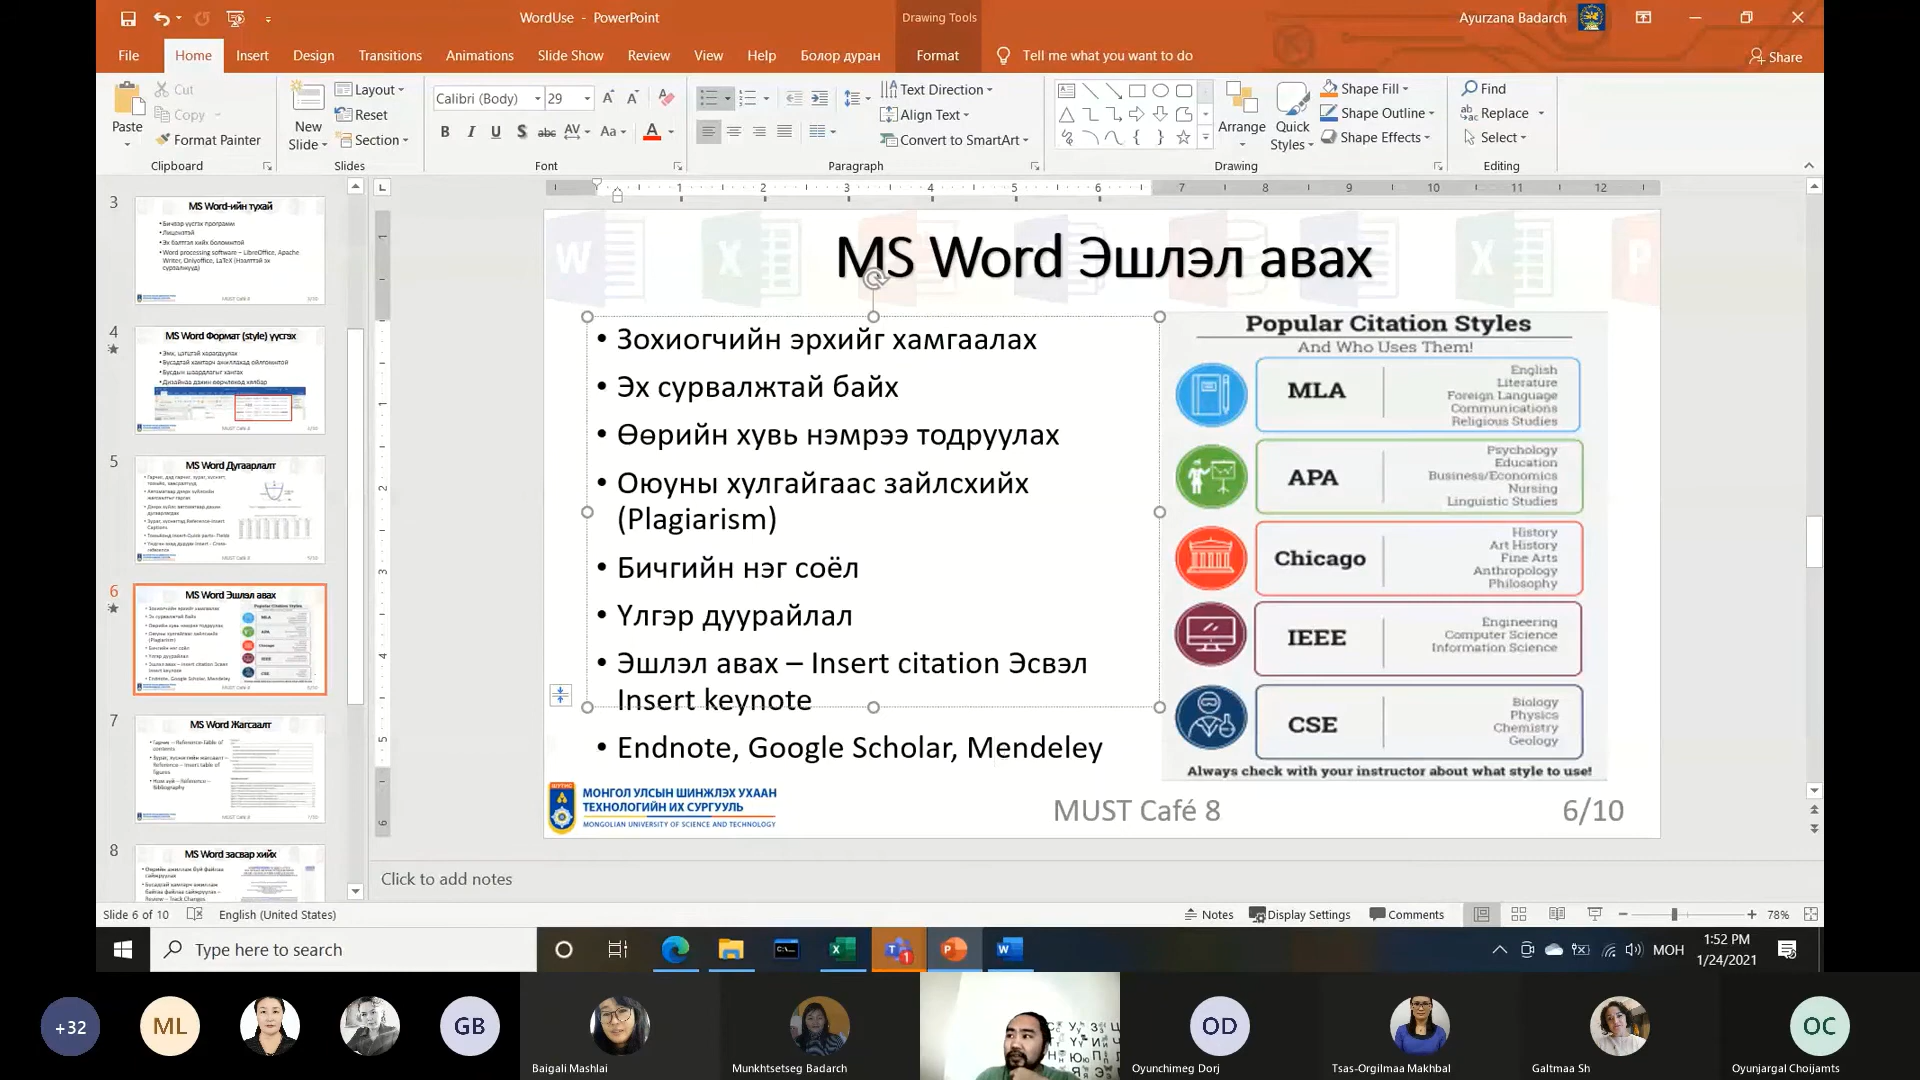 WordUse - PowerPoint
Drawing Tools
Ayurzana Badarch
File
Home
Insert
Design
Transitions
Animations
Slide Show
Review
View
Help
Болор дуран
Format
Tell me what you want to do
Share
Paste
Cut
Copy
Format Painter
Clipboard
New Slide
Layout
Reset
Section
Slides
Calibri (Body)
29
Font
Text Direction
Align Text
Convert to SmartArt
Paragraph
Arrange
Quick Styles
Shape Fill
Shape Outline
Shape Effects
Drawing
Find
Replace
Select
Editing
3
MS Word-ийн тухай
4
MS Word Формат (style) үүсгэх
5
MS Word Дугаарлалт
6
MS Word Эшлэл авах
7
MS Word Жагсаалт
8
MS Word засвар хийх
MS Word Эшлэл авах
• Зохиогчийн эрхийг хамгаалах
• Эх сурвалжтай байх
• Өөрийн хувь нэмрээ тодруулах
• Оюуны хулгайгаас зайлсхийх
(Plagiarism)
• Бичгийн нэг соёл
• Үлгэр дуурайлал
• Эшлэл авах – Insert citation Эсвэл
Insert keynote
• Endnote, Google Scholar, Mendeley
Popular Citation Styles
And Who Uses Them!
MLA
English
Literature
Foreign Language
Communications
Religious Studies
APA
Psychology
Education
Business/Economics
Nursing
Linguistic Studies
Chicago
History
Art History
Fine Arts
Anthropology
Philosophy
IEEE
Engineering
Computer Science
Information Science
CSE
Biology
Physics
Chemistry
Geology
Always check with your instructor about what style to use!
МОНГОЛ УЛСЫН ШИНЖЛЭХ УХААН
ТЕХНОЛОГИЙН ИХ СУРГУУЛЬ
MONGOLIAN UNIVERSITY OF SCIENCE AND TECHNOLOGY
MUST Café 8
6/10
Click to add notes
Slide 6 of 10
English (United States)
Notes
Display Settings
Comments
78%
Type here to search
МОН
1:52 PM
1/24/2021
+32
ML
GB
Baigali Mashlai
Munkhtsetseg Badarch
OD
Oyunchimeg Dorj
Tsas-Orgilmaa Makhbal
Galtmaa Sh
OC
Oyunjargal Choijamts